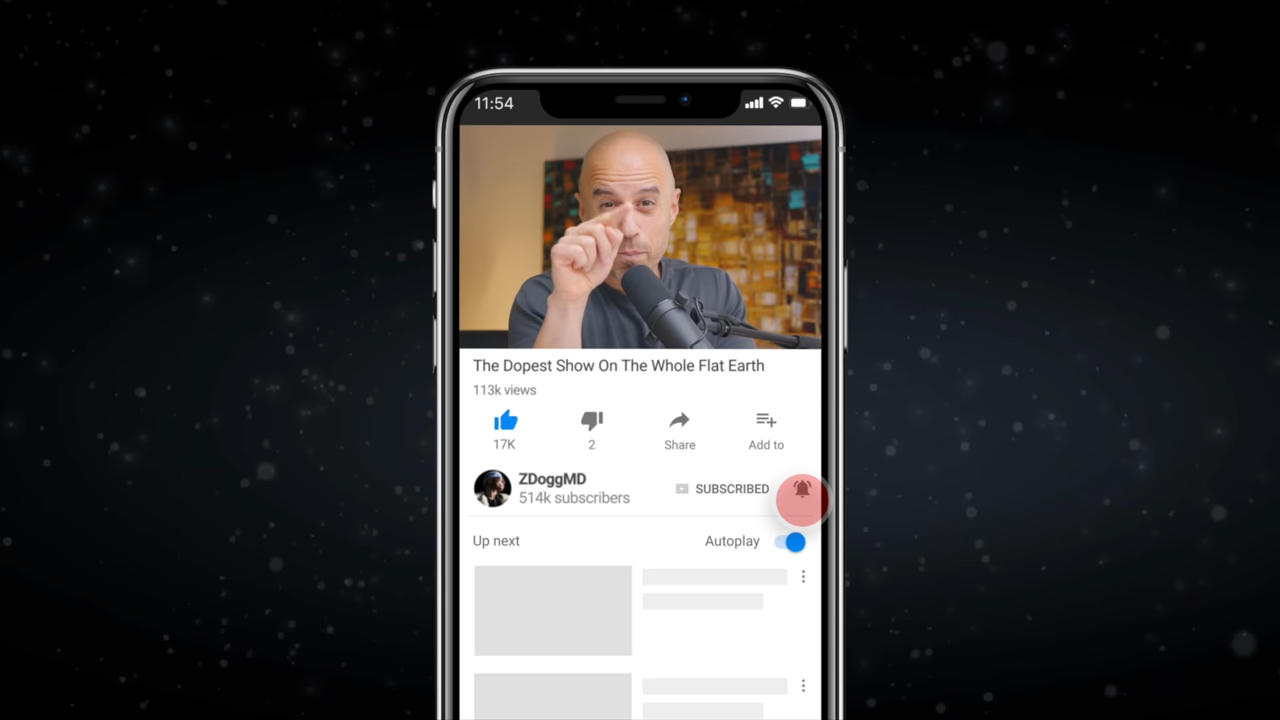 11:54
The Dopest Show On The Whole Flat Earth
113k views
17K
2
Share
Add to
ZDoggMD
514k subscribers
SUBSCRIBED
Up next
Autoplay